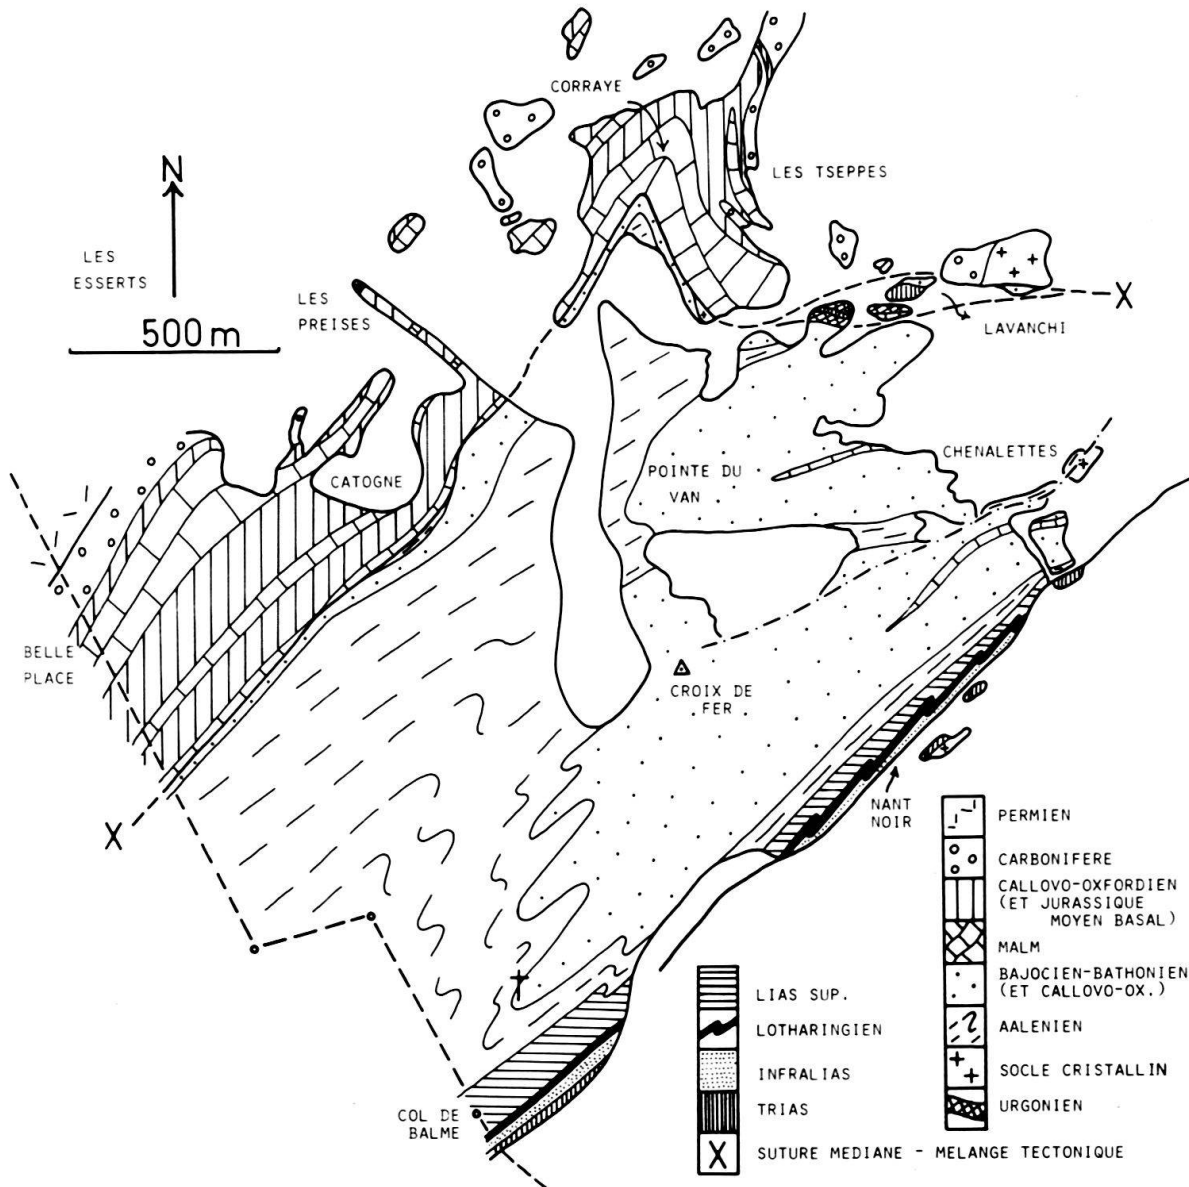 CORRAYE
N
LES TSEPPES
LES
ESSERTS
LES
PREISES
X
500 m
LAVANCHI
CHENALETTES
CATOGNE
POINTE DU
VAN
BELLE
PLACE
CROIX DE
FER
NANT
NOIR
X
COL DE
BALME
PERMIEN
CARBONIFERE
CALLOVO-OXFORDIEN
(ET JURASSIQUE
MOYEN BASAL)
MALM
BAJOCIEN-BATHONIEN
(ET CALLOVO-OX.)
AALENIEN
SOCLE CRISTALLIN
URGONIEN
LIAS SUP.
LOTHARINGIEN
INFRALIAS
TRIAS
X SUTURE MEDIANE - MELANGE TECTONIQUE